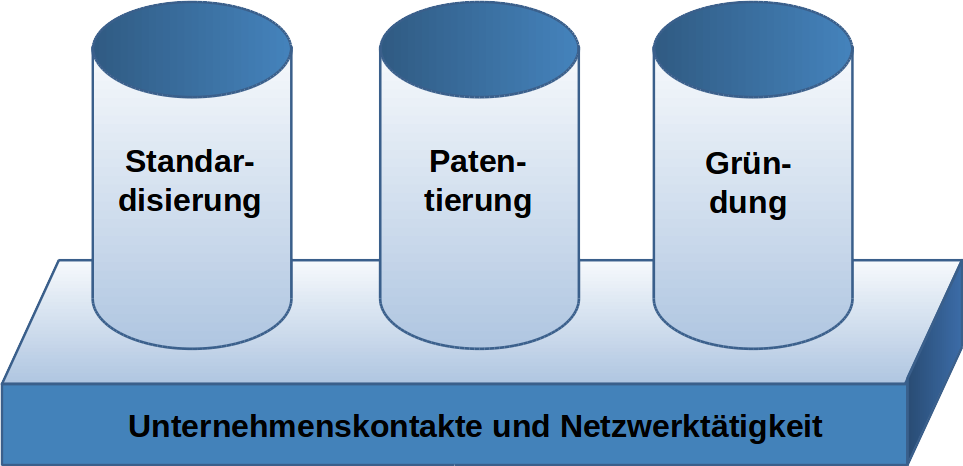 Standar-
disierung
Paten-
tierung
Grün-
dung
Unternehmenskontakte und Netzwerktätigkeit